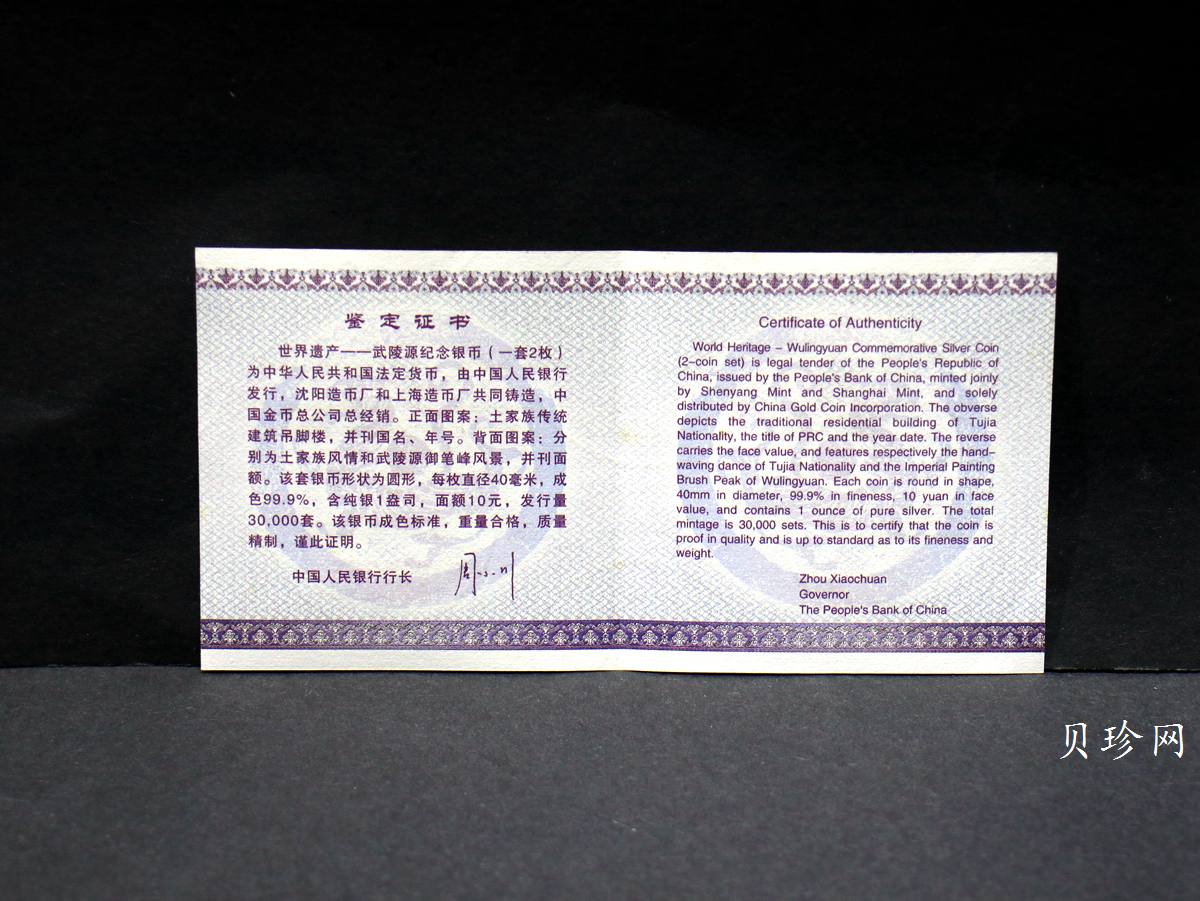 鉴定证书
世界遗产——武陵源纪念银币（一套2枚）
为中华人民共和国法定货币，由中国人民银行
发行，沈阳造币厂和上海造币厂共同铸造，中
国金币总公司总经销。正面图案：土家族传统
建筑吊脚楼，并刊国名、年号。背面图案：分
别为土家族风情和武陵源御笔峰风景，并刊面
额。该套银币形状为圆形，每枚直径40毫米，成
色99.9%，含纯银1盎司，面额10元，发行量
30,000套。该银币成色标准，重量合格，质量
精制，谨此证明。
中国人民银行行长
周小川
Certificate of Authenticity
World Heritage – Wulingyuan Commemorative Silver Coin
(2–coin set) is legal tender of the People's Republic of
China, issued by the People's Bank of China, minted joinly
by Shenyang Mint and Shanghai Mint, and solely
distributed by China Gold Coin Incorporation. The obverse
depicts the traditional residential building of Tujia
Nationality, the title of PRC and the year date. The reverse
carries the face value, and features respectively the hand–
waving dance of Tujia Nationality and the Imperial Painting
Brush Peak of Wulingyuan. Each coin is round in shape,
40mm in diameter, 99.9% in fineness, 10 yuan in face
value, and contains 1 ounce of pure silver. The total
mintage is 30,000 sets. This is to certify that the coin is
proof in quality and is up to standard as to its fineness and
weight.
Zhou Xiaochuan
Governor
The People's Bank of China
贝珍网